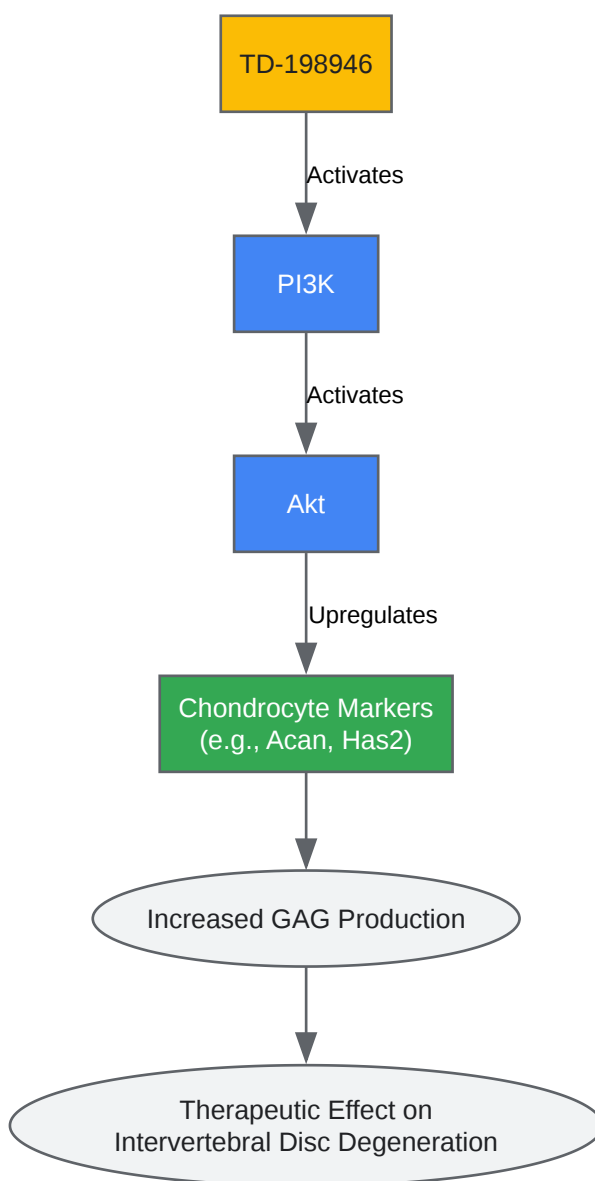 TD-198946
Activates
PI3K
Activates
Akt
Upregulates
Chondrocyte Markers
(e.g., Acan, Has2)
Increased GAG Production
Therapeutic Effect on
Intervertebral Disc Degeneration